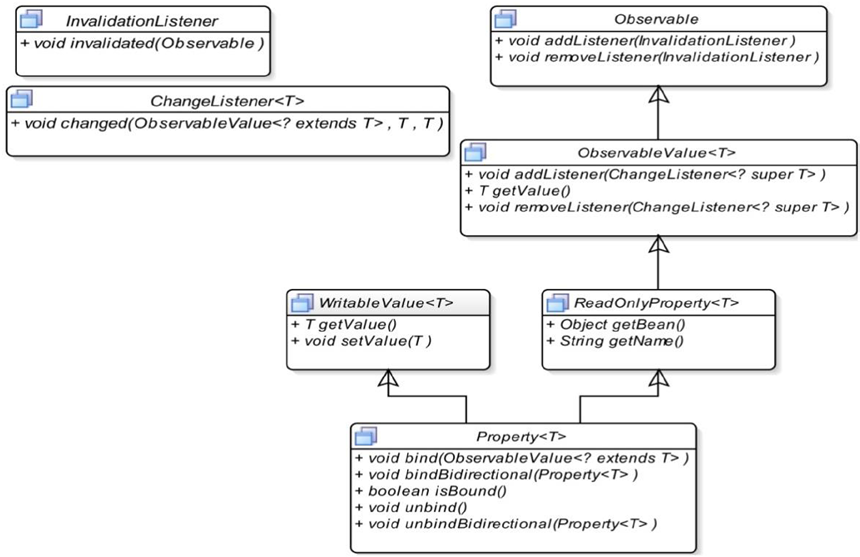 InvalidationListener
+ void invalidated(Observable )
ChangeListener<T>
+ void changed(ObservableValue<? extends T> , T , T )
Observable
+ void addListener(InvalidationListener )
+ void removeListener(InvalidationListener )
ObservableValue<T>
+ void addListener(ChangeListener<? super T> )
+ T getValue()
+ void removeListener(ChangeListener<? super T> )
WritableValue<T>
+ T getValue()
+ void setValue(T )
ReadOnlyProperty<T>
+ Object getBean()
+ String getName()
Property<T>
+ void bind(ObservableValue<? extends T> )
+ void bindBidirectional(Property<T> )
+ boolean isBound()
+ void unbind()
+ void unbindBidirectional(Property<T> )